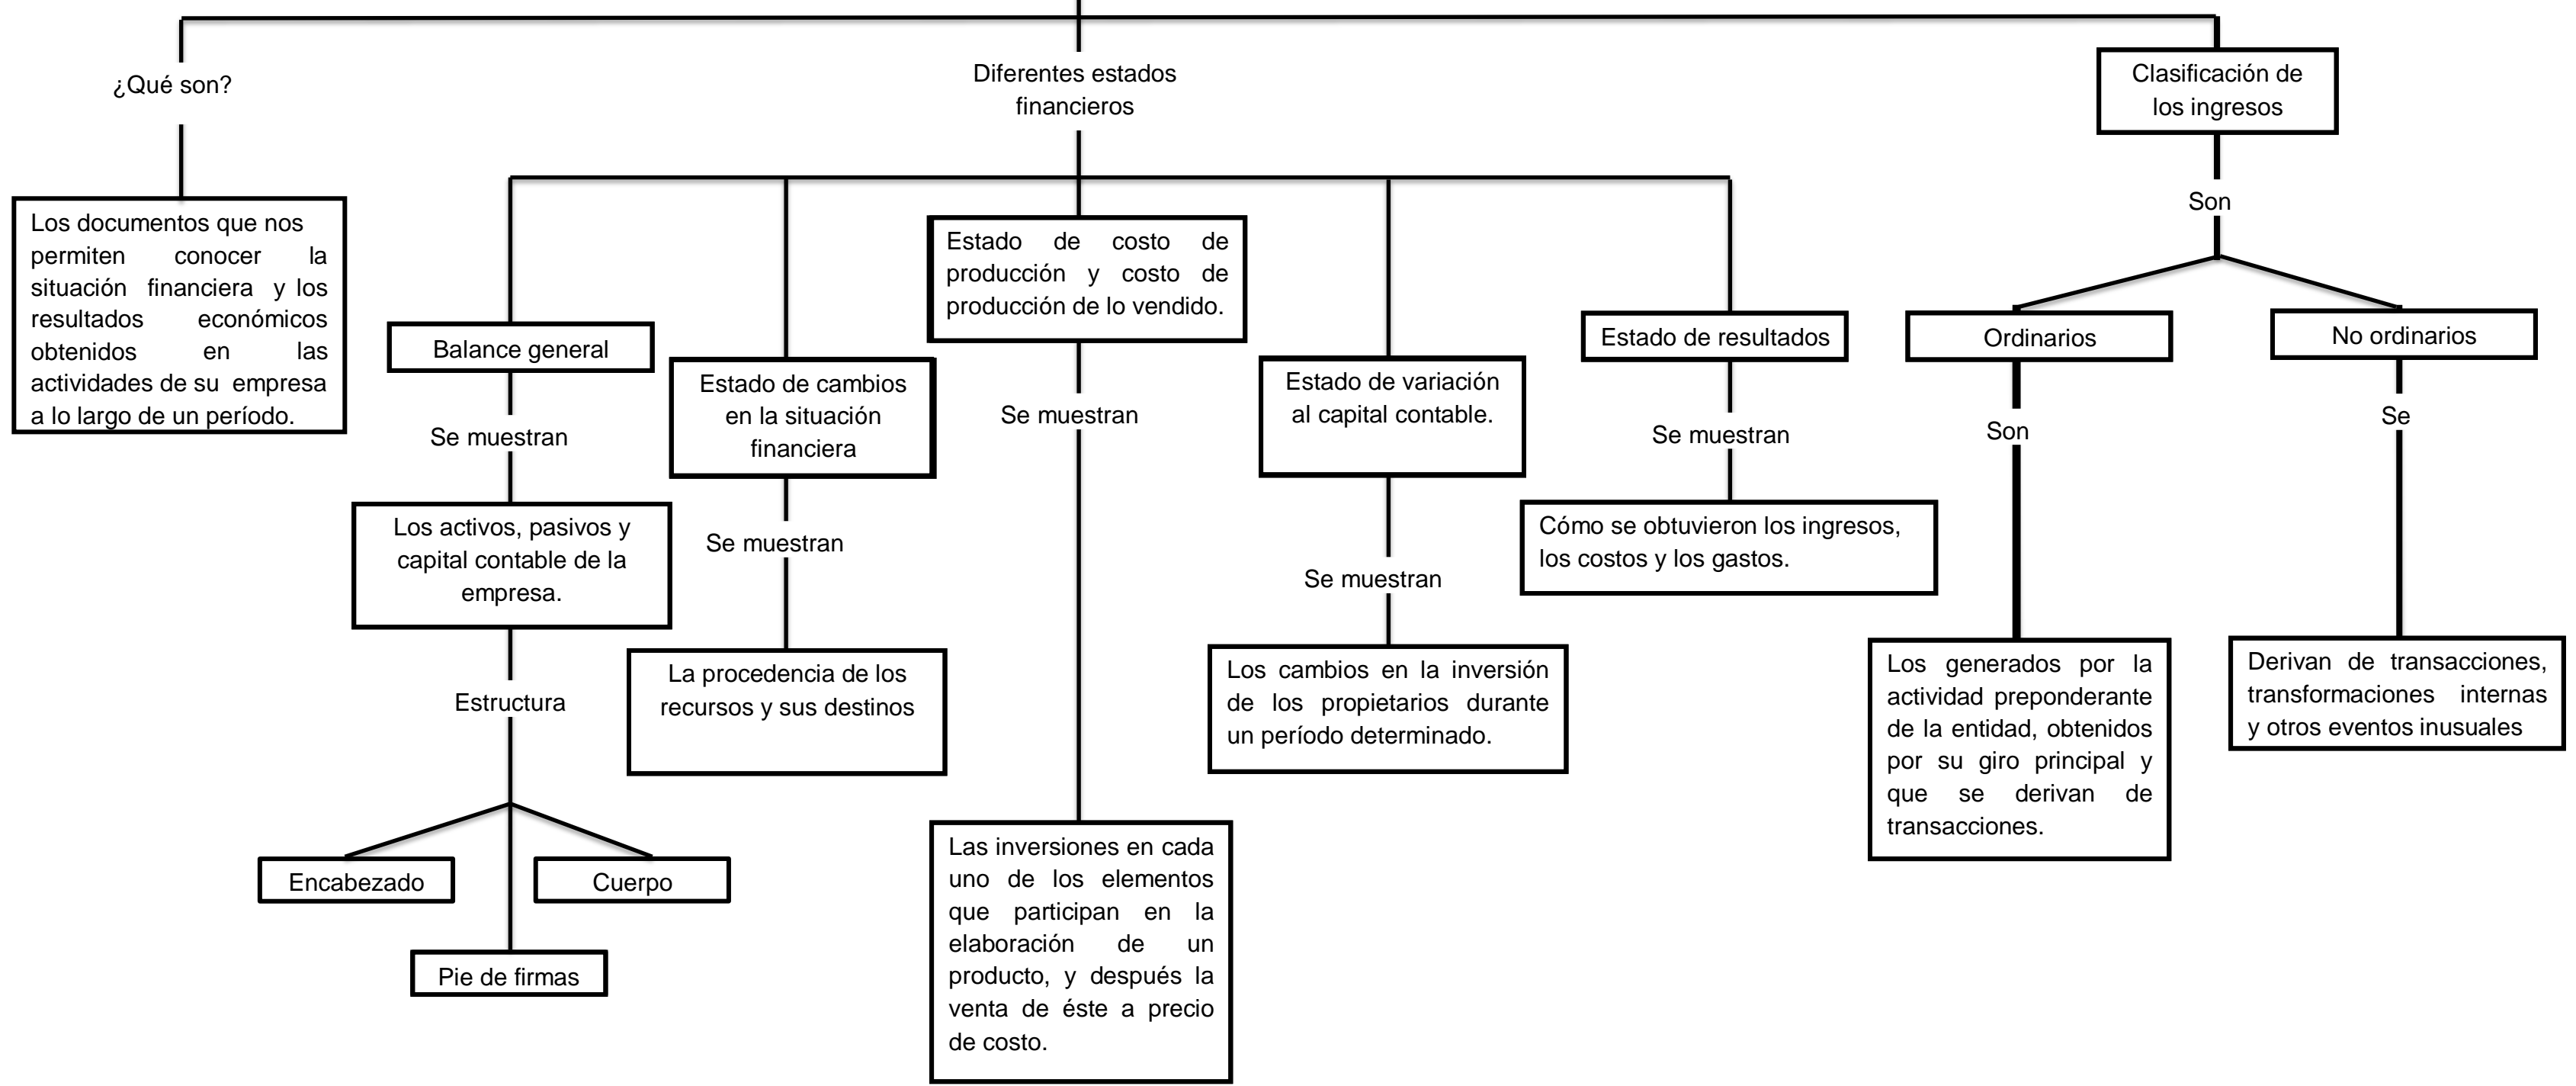 ¿Qué son?
Los documentos que nos
permiten conocer la
situación financiera y los
resultados económicos
obtenidos en las
actividades de su empresa
a lo largo de un período.
Diferentes estados
financieros
Balance general
Se muestran
Los activos, pasivos y
capital contable de la
empresa.
Estructura
Encabezado
Cuerpo
Pie de firmas
Estado de cambios
en la situación
financiera
Se muestran
La procedencia de los
recursos y sus destinos
Estado de costo de
producción y costo de
producción de lo vendido.
Se muestran
Las inversiones en cada
uno de los elementos
que participan en la
elaboración de un
producto, y después la
venta de éste a precio
de costo.
Estado de variación
al capital contable.
Se muestran
Los cambios en la inversión
de los propietarios durante
un período determinado.
Estado de resultados
Se muestran
Cómo se obtuvieron los ingresos,
los costos y los gastos.
Clasificación de
los ingresos
Son
Ordinarios
Son
Los generados por la
actividad preponderante
de la entidad, obtenidos
por su giro principal y
que se derivan de
transacciones.
No ordinarios
Se
Derivan de transacciones,
transformaciones internas
y otros eventos inusuales